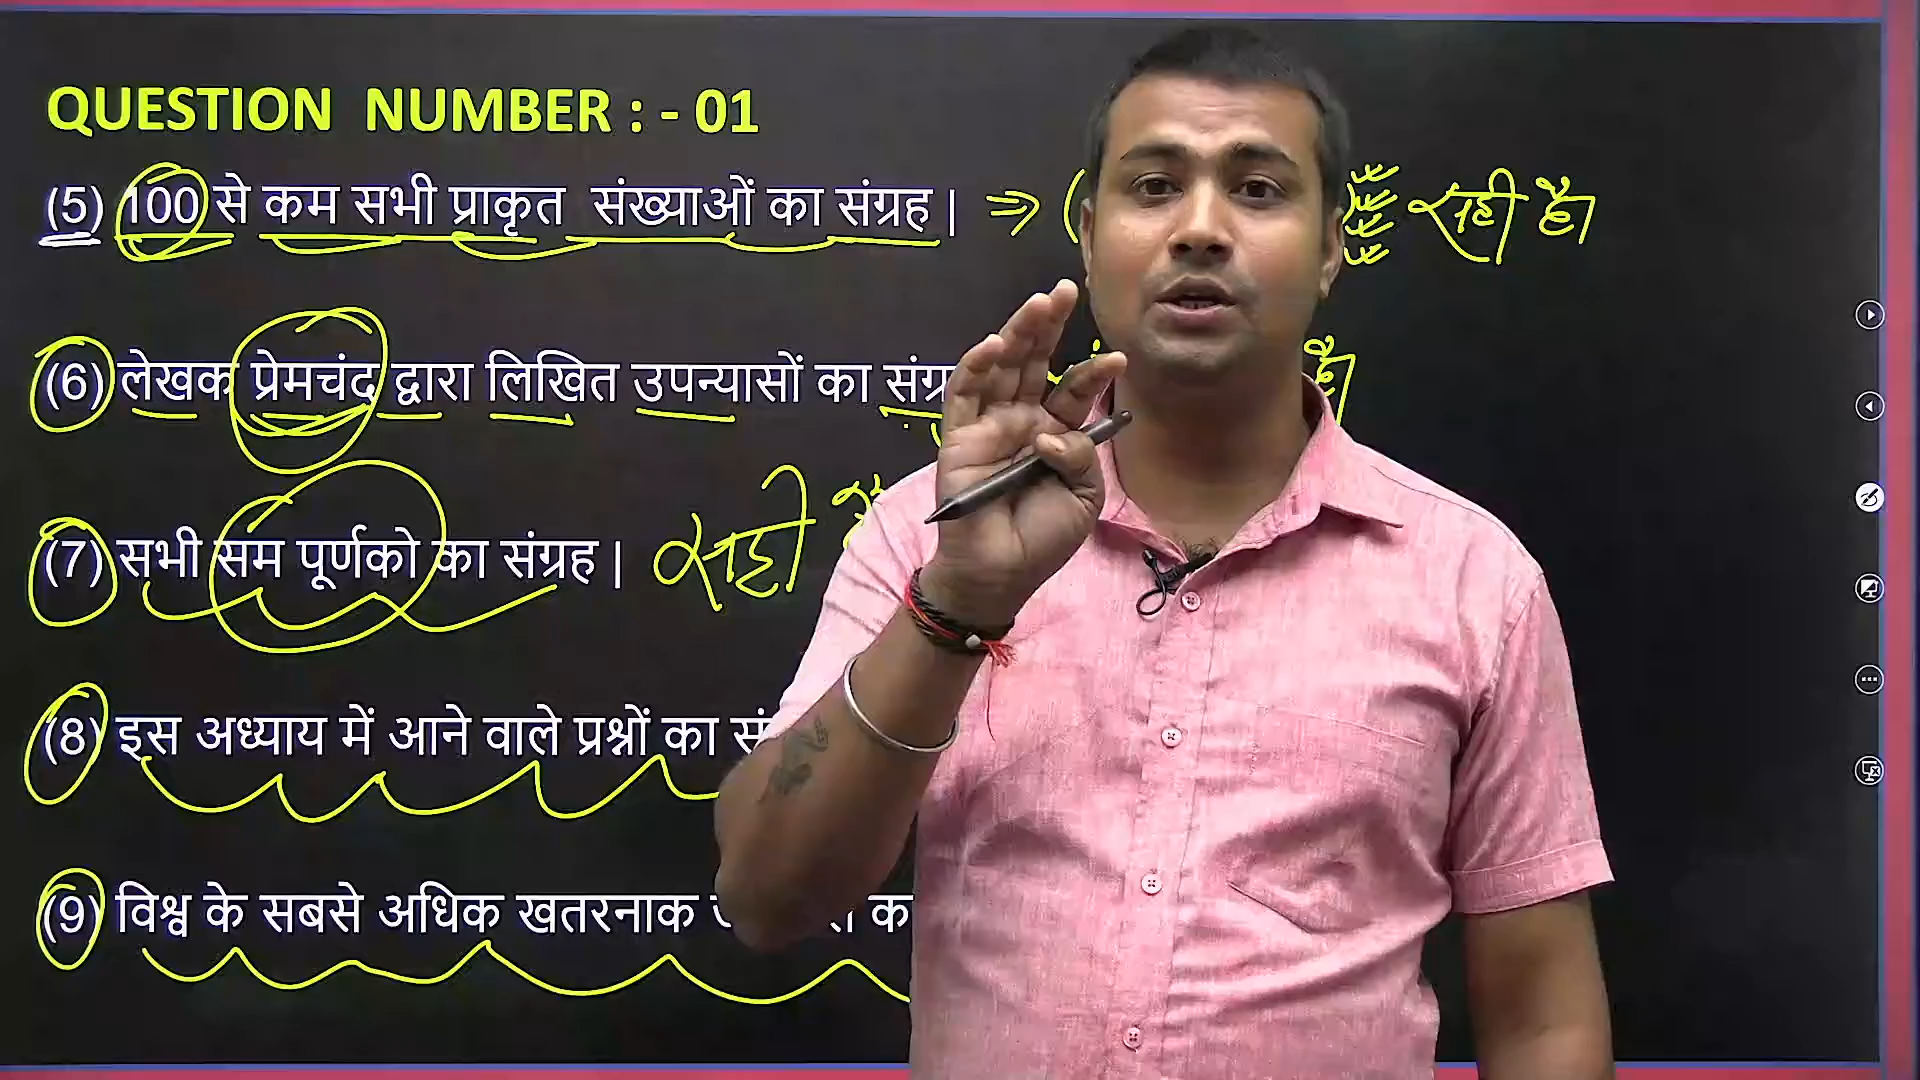 QUESTION NUMBER : - 01
(5) 100 से कम सभी प्राकृत संख्याओं का संग्रह | ⇒ ( ) सही है।
(6) लेखक प्रेमचंद द्वारा लिखित उपन्यासों का संग्र है।
(7) सभी सम पूर्णको का संग्रह | सही
(8) इस अध्याय में आने वाले प्रश्नों का सं
(9) विश्व के सबसे अधिक खतरनाक क